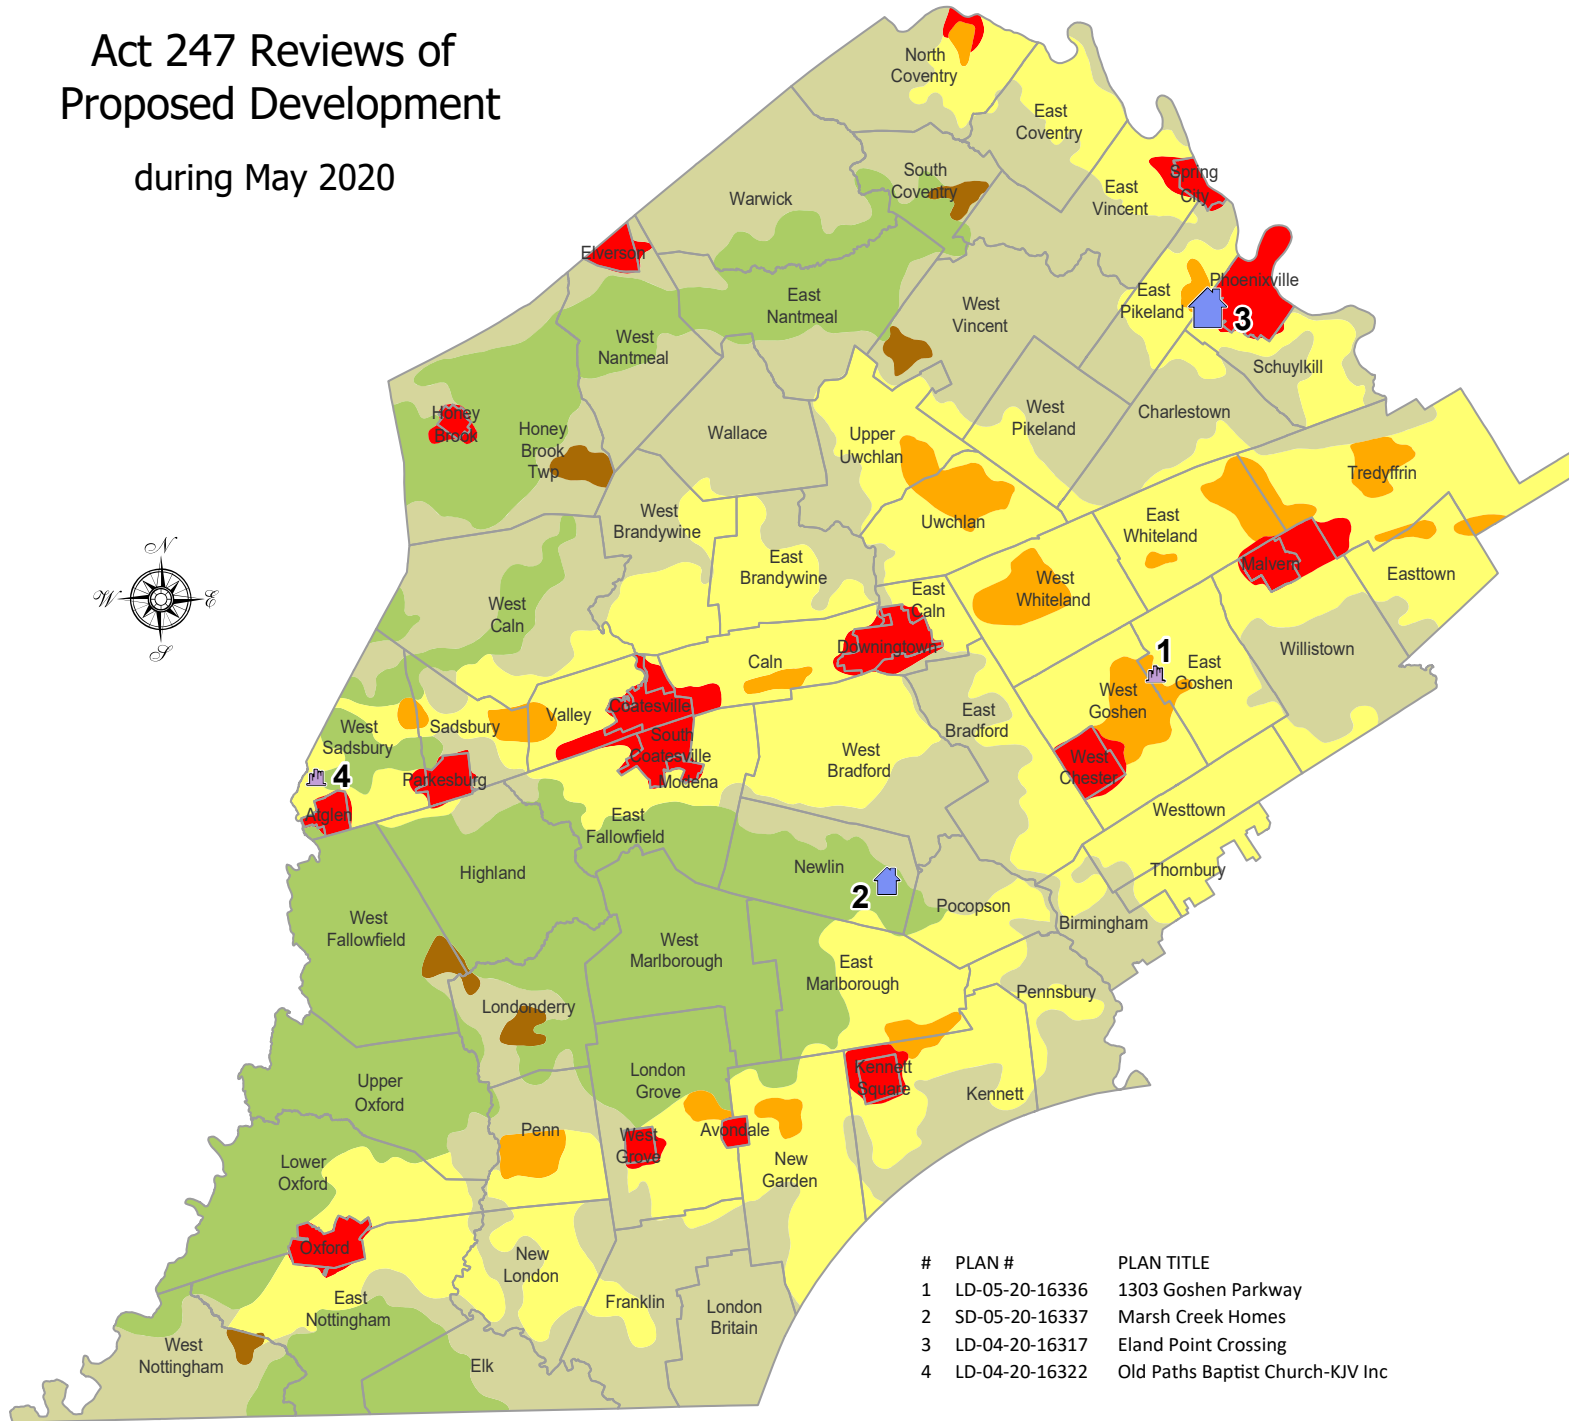 Act 247 Reviews of
Proposed Development
during May 2020
North
Coventry
East
Coventry
Warwick
South
Coventry
East
Vincent
Spring
City
Elverson
East
Nantmeal
West
Vincent
East
Pikeland
Phoenixville
3
West
Nantmeal
Schuylkill
Honey
Brook
Honey
Brook
Twp
Wallace
Upper
Uwchlan
West
Pikeland
Charlestown
Tredyffrin
West
Brandywine
Uwchlan
East
Whiteland
Malvern
Easttown
N
W
E
S
East
Brandywine
West
Whiteland
West
Caln
East
Caln
Downingtown
Caln
1
Willistown
East
Goshen
West
Goshen
Coatesville
Valley
Sadsbury
West
Sadsbury
South
Coatesville
Modena
East
Bradford
West
Bradford
West
Chester
4
Parkesburg
Atglen
East
Fallowfield
Westtown
Thornbury
Highland
Newlin
2
Pocopson
Birmingham
West
Fallowfield
West
Marlborough
East
Marlborough
Pennsbury
Londonderry
London
Grove
Kennett
Square
Kennett
Upper
Oxford
Penn
West
Grove
Avondale
New
Garden
Lower
Oxford
Oxford
New
London
East
Nottingham
Franklin
London
Britain
West
Nottingham
Elk
# PLAN # PLAN TITLE
1 LD-05-20-16336 1303 Goshen Parkway
2 SD-05-20-16337 Marsh Creek Homes
3 LD-04-20-16317 Eland Point Crossing
4 LD-04-20-16322 Old Paths Baptist Church-KJV Inc